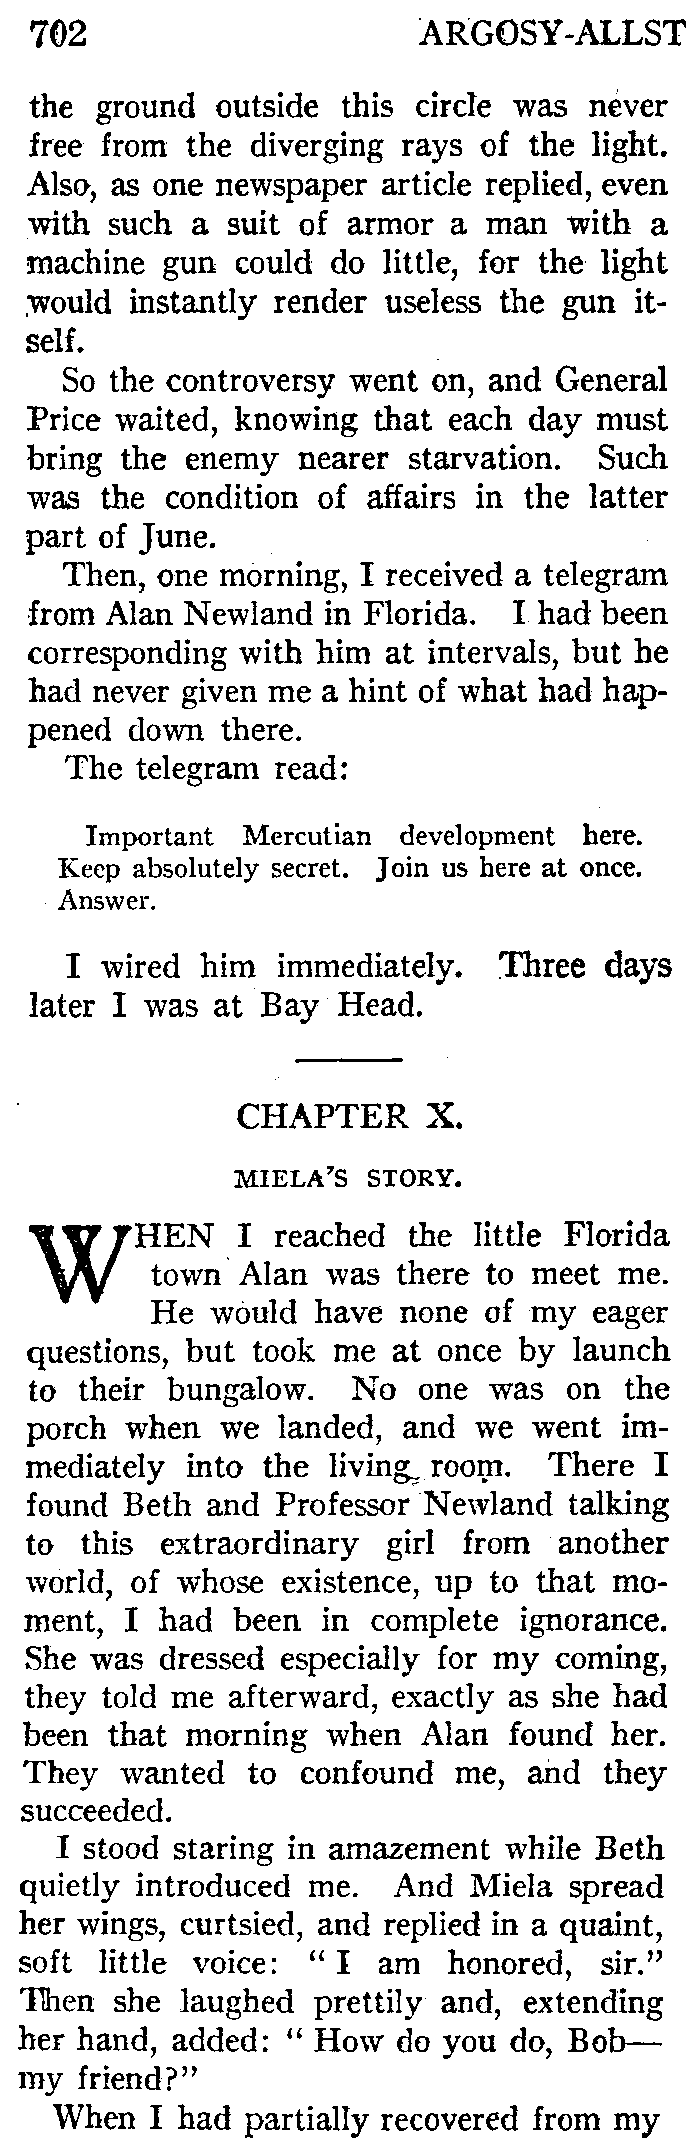 702 ARGOSY-ALLST
the ground outside this circle was never
free from the diverging rays of the light.
Also, as one newspaper article replied, even
with such a suit of armor a man with a
machine gun could do little, for the light
would instantly render useless the gun it-
self.
So the controversy went on, and General
Price waited, knowing that each day must
bring the enemy nearer starvation. Such
was the condition of affairs in the latter
part of June.
Then, one morning, I received a telegram
from Alan Newland in Florida. I had been
corresponding with him at intervals, but he
had never given me a hint of what had hap-
pened down there.
The telegram read:
Important Mercutian development here.
Keep absolutely secret. Join us here at once.
Answer.
I wired him immediately. Three days
later I was at Bay Head.
CHAPTER X.
MIELA'S STORY.
WHEN I reached the little Florida
town Alan was there to meet me.
He would have none of my eager
questions, but took me at once by launch
to their bungalow. No one was on the
porch when we landed, and we went im-
mediately into the living room. There I
found Beth and Professor Newland talking
to this extraordinary girl from another
world, of whose existence, up to that mo-
ment, I had been in complete ignorance.
She was dressed especially for my coming,
they told me afterward, exactly as she had
been that morning when Alan found her.
They wanted to confound me, and they
succeeded.
I stood staring in amazement while Beth
quietly introduced me. And Miela spread
her wings, curtsied, and replied in a quaint,
soft little voice: "I am honored, sir."
Then she laughed prettily and, extending
her hand, added: "How do you do, Bob—
my friend?"
When I had partially recovered from my